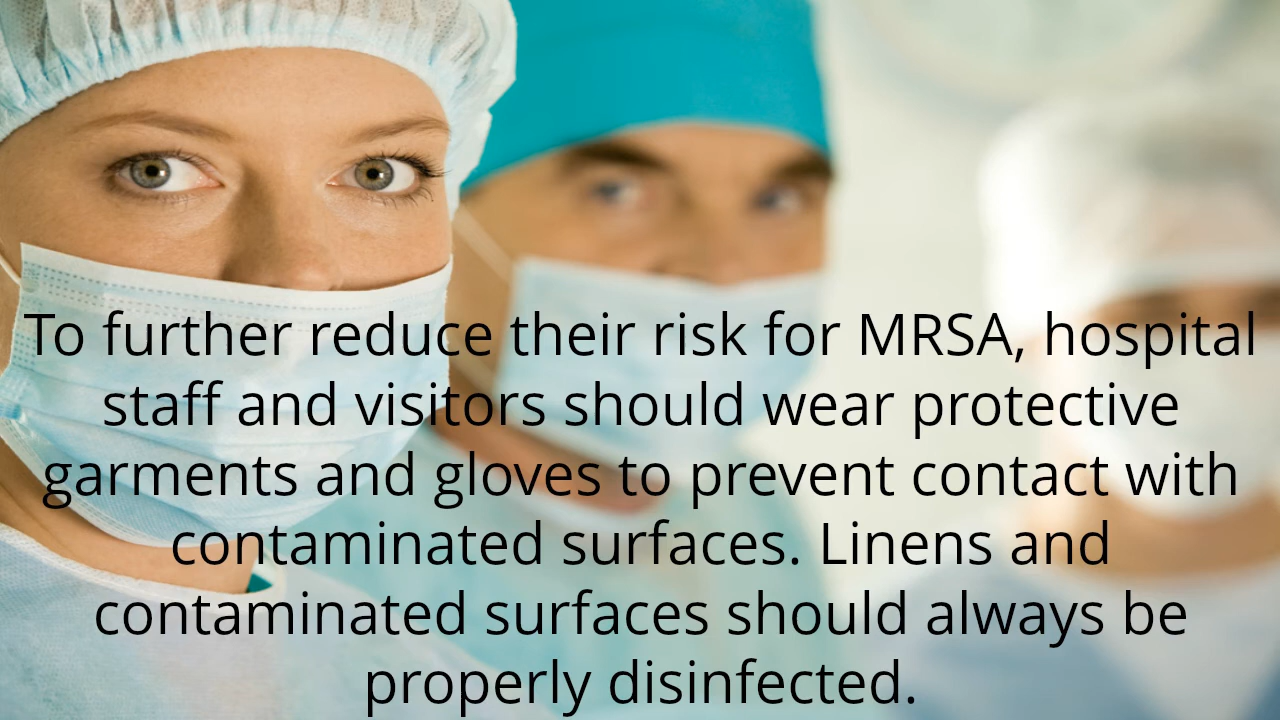 To further reduce their risk for MRSA, hospital
staff and visitors should wear protective
garments and gloves to prevent contact with
contaminated surfaces. Linens and
contaminated surfaces should always be
properly disinfected.